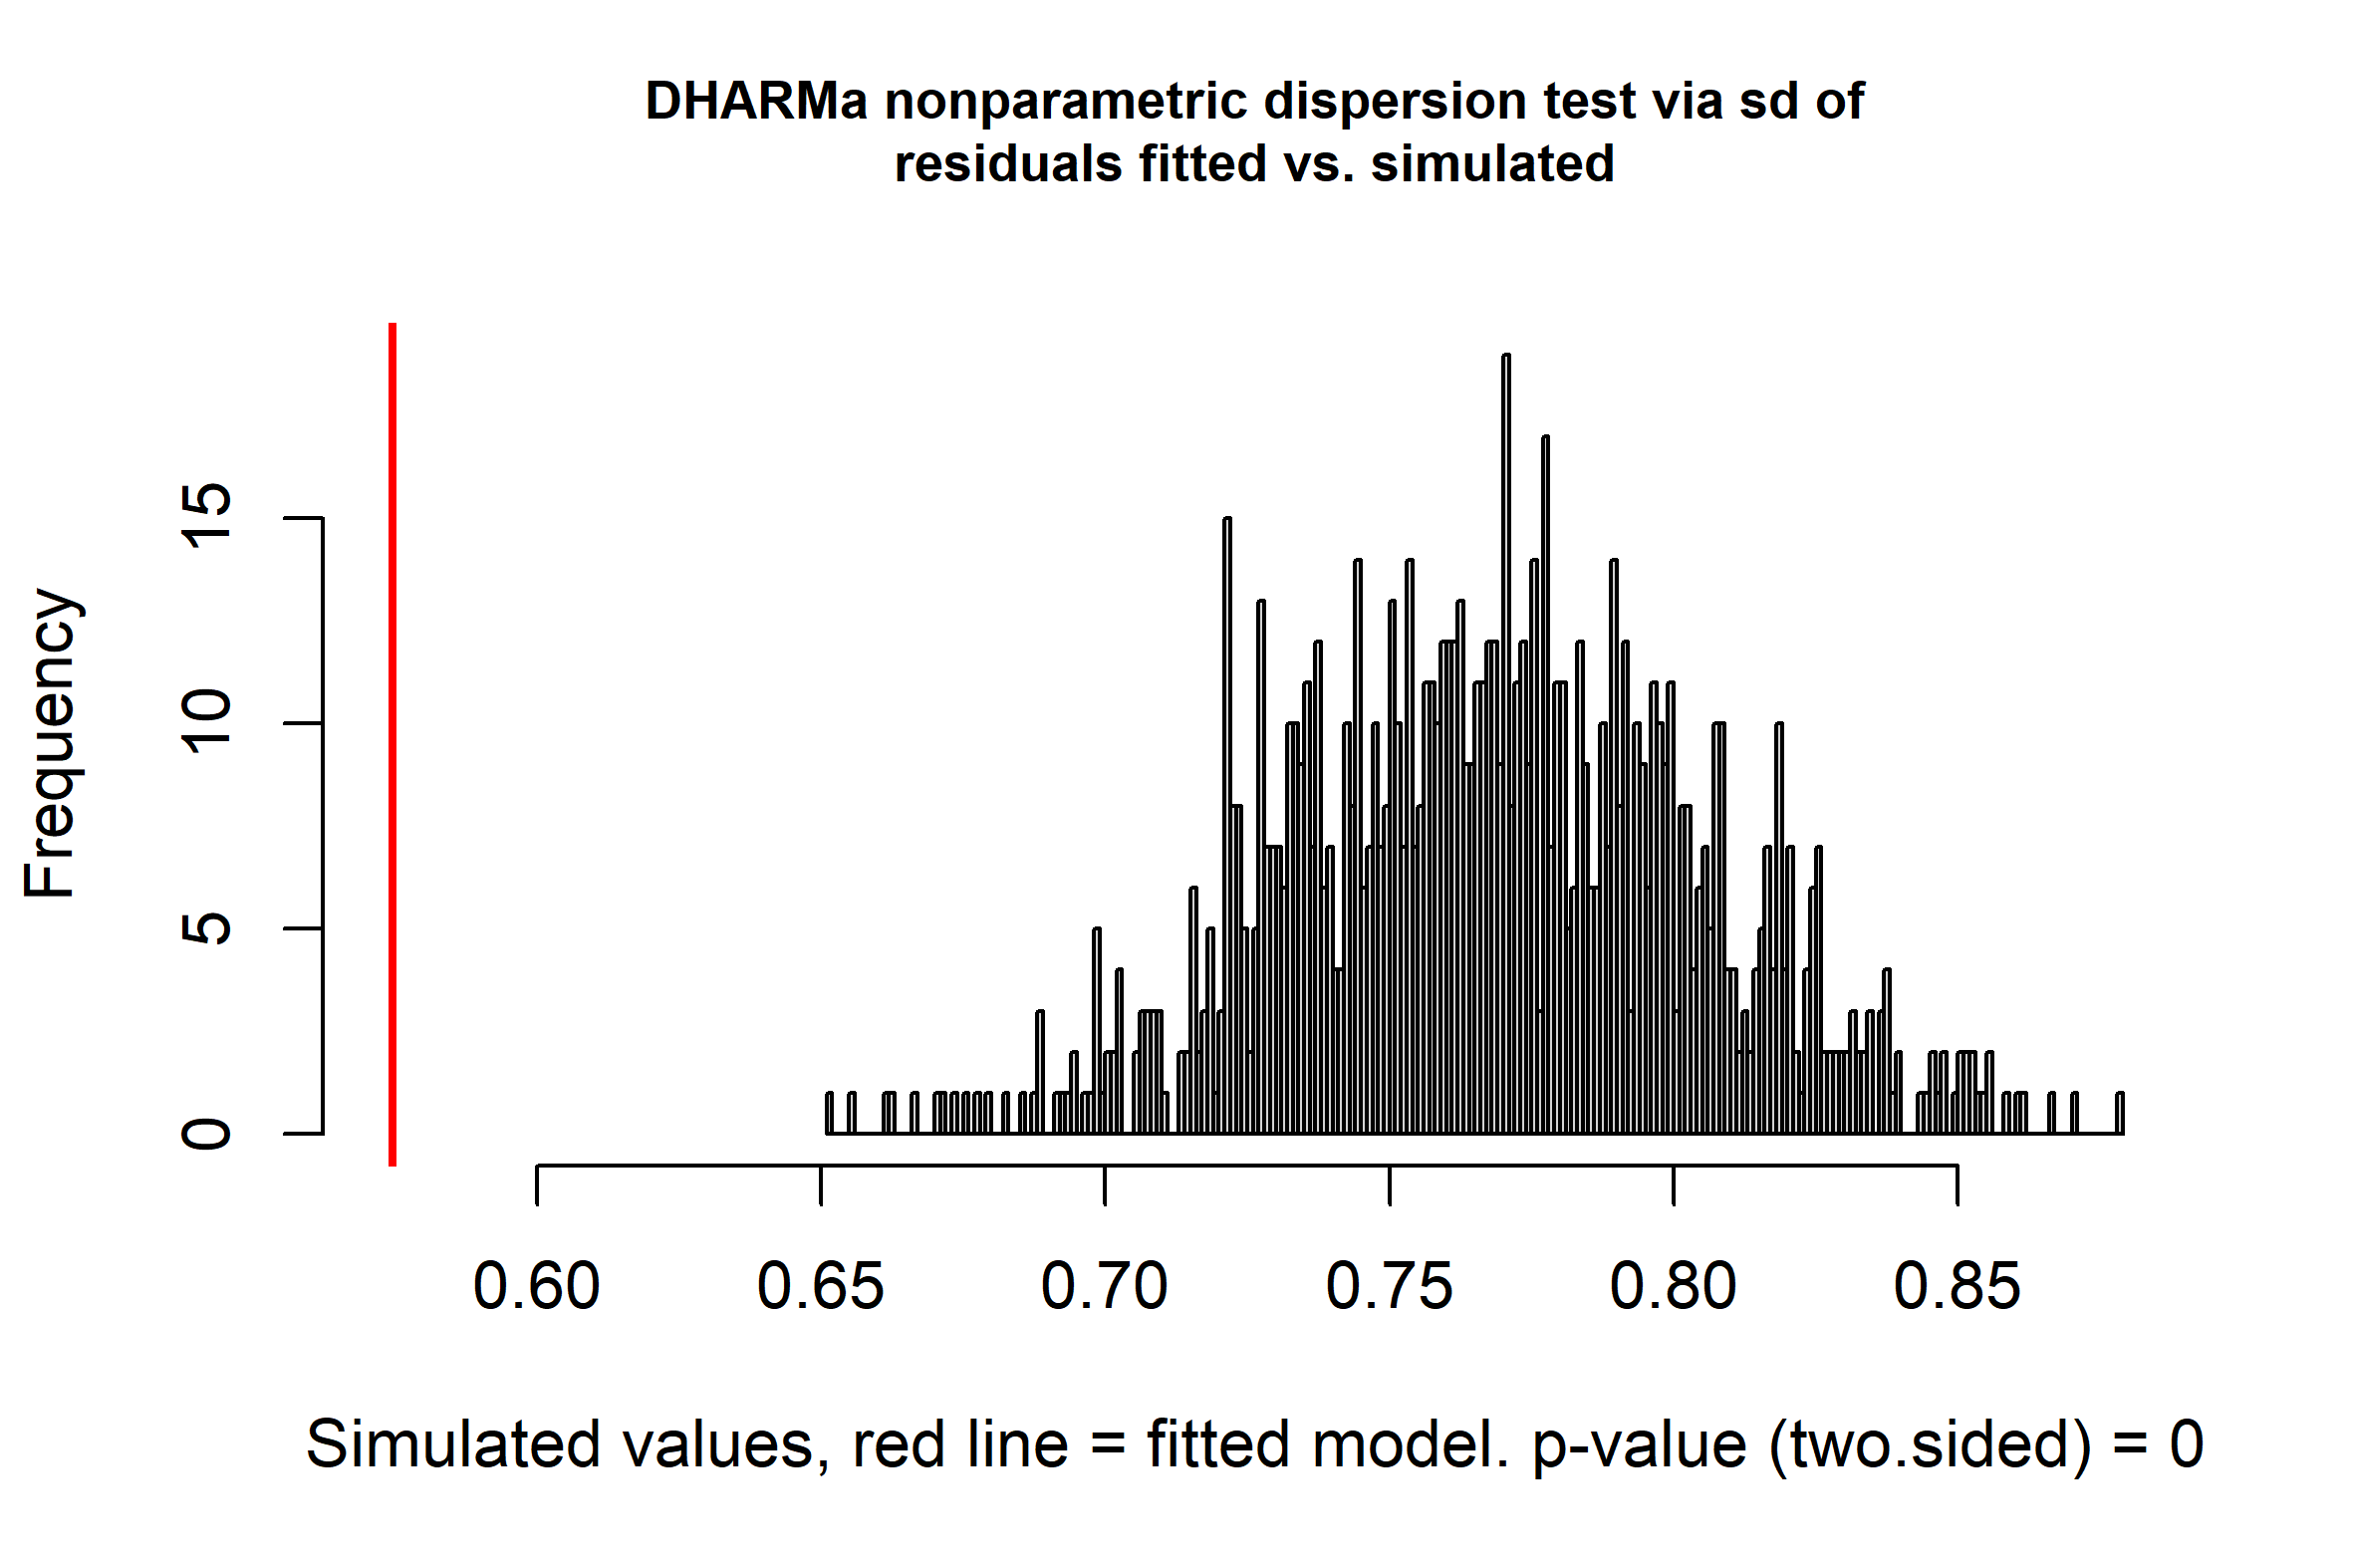 DHARMa nonparametric dispersion test via sd of
residuals fitted vs. simulated
Frequency
15
10
5
0
0.60 0.65 0.70 0.75 0.80 0.85
Simulated values, red line = fitted model. p-value (two.sided) = 0